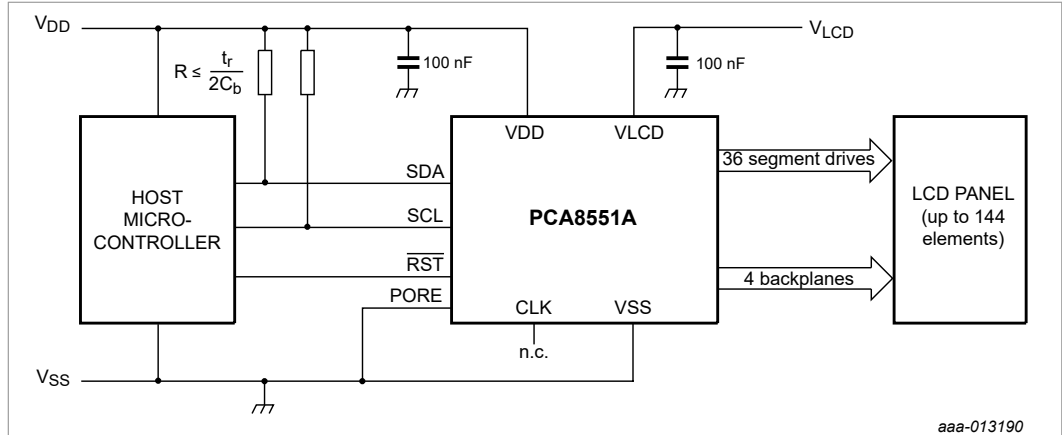 VDD
VLCD
R ≤ tr
2Cb
100 nF
100 nF
VDD
VLCD
HOST
MICRO-
CONTROLLER
SDA
SCL
RST
PORE
PCA8551A
CLK
VSS
n.c.
36 segment drives
4 backplanes
LCD PANEL
(up to 144
elements)
VSS
aaa-013190